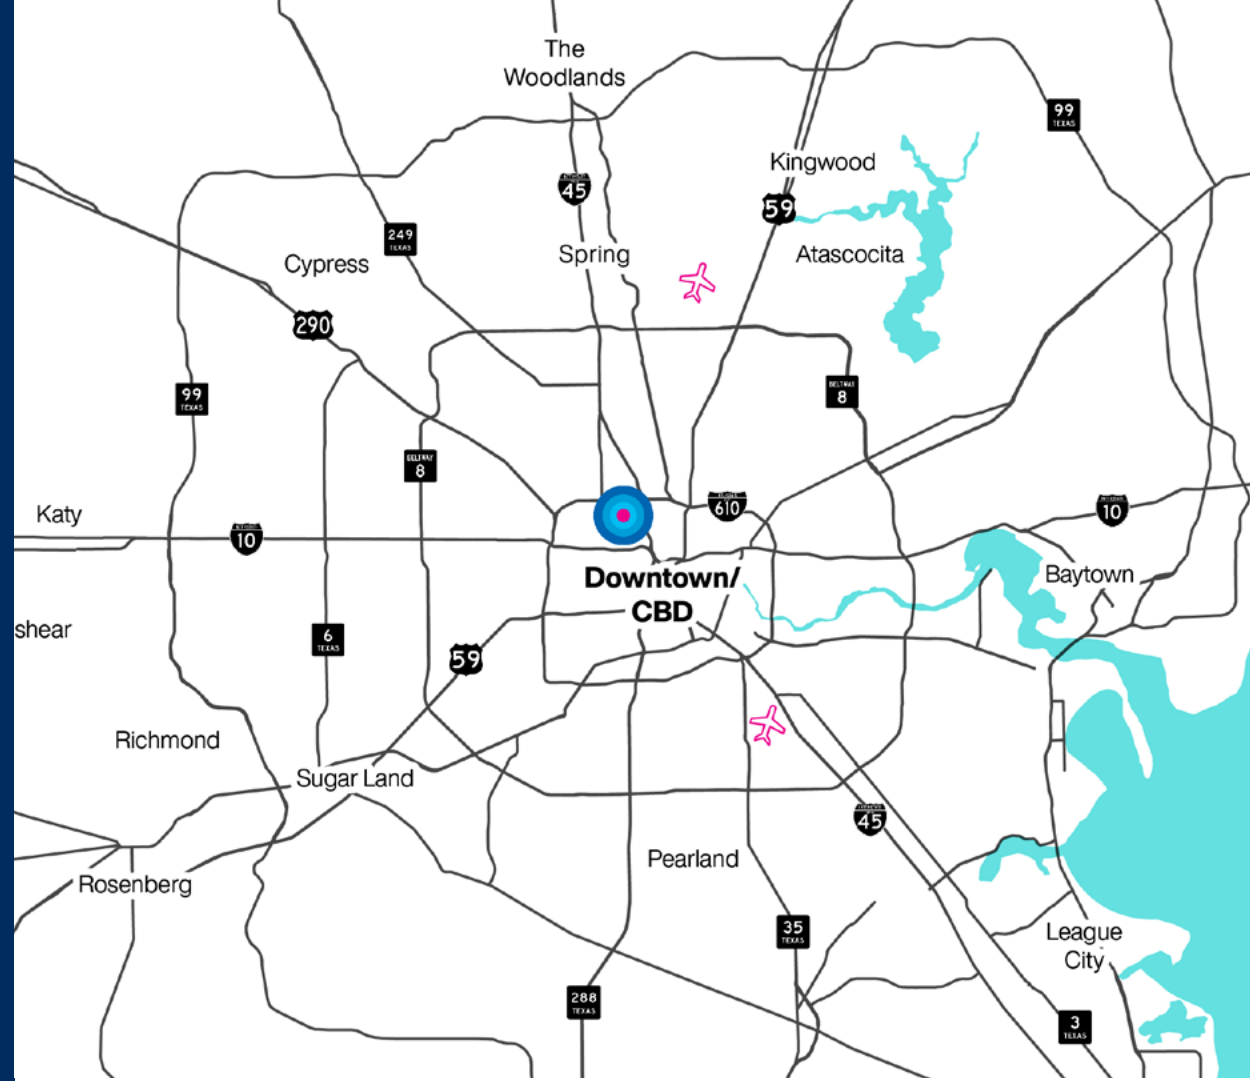 The
Woodlands
99
TEXAS
Kingwood
45
59
249
TEXAS
Spring
Atascocita
Cypress
290
99
TEXAS
BELTWAY
8
BELTWAY
8
610
Katy
10
10
Downtown/
CBD
Baytown
shear
6
TEXAS
59
Richmond
Sugar Land
45
Pearland
Rosenberg
35
TEXAS
League
City
288
TEXAS
3
TEXAS